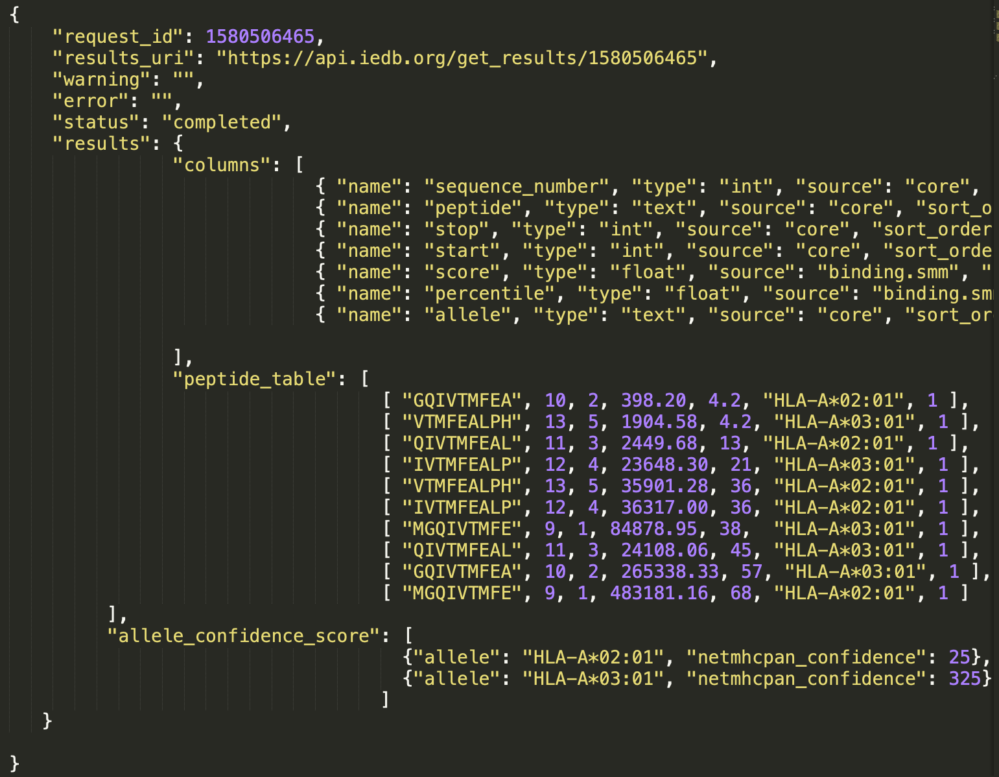 {
"request_id": 1580506465,
"results_uri": "https://api.iedb.org/get_results/1580506465",
"warning": "",
"error": "",
"status": "completed",
"results": {
"columns": [
{ "name": "sequence_number", "type": "int", "source": "core",
{ "name": "peptide", "type": "text", "source": "core", "sort_o
{ "name": "stop", "type": "int", "source": "core", "sort_order
{ "name": "start", "type": "int", "source": "core", "sort_orde
{ "name": "score", "type": "float", "source": "binding.smm", "
{ "name": "percentile", "type": "float", "source": "binding.sm
{ "name": "allele", "type": "text", "source": "core", "sort_or
],
"peptide_table": [
[ "GQIVTMFEA", 10, 2, 398.20, 4.2, "HLA-A*02:01", 1 ],
[ "VTMFEALPH", 13, 5, 1904.58, 4.2, "HLA-A*03:01", 1 ],
[ "QIVTMFEAL", 11, 3, 2449.68, 13, "HLA-A*02:01", 1 ],
[ "IVTMFEALP", 12, 4, 23648.30, 21, "HLA-A*03:01", 1 ],
[ "VTMFEALPH", 13, 5, 35901.28, 36, "HLA-A*02:01", 1 ],
[ "IVTMFEALP", 12, 4, 36317.00, 36, "HLA-A*02:01", 1 ],
[ "MGQIVTMFE", 9, 1, 84878.95, 38, "HLA-A*03:01", 1 ],
[ "QIVTMFEAL", 11, 3, 24108.06, 45, "HLA-A*03:01", 1 ],
[ "GQIVTMFEA", 10, 2, 265338.33, 57, "HLA-A*03:01", 1 ],
[ "MGQIVTMFE", 9, 1, 483181.16, 68, "HLA-A*02:01", 1 ]
],
"allele_confidence_score": [
{"allele": "HLA-A*02:01", "netmhcpan_confidence": 25},
{"allele": "HLA-A*03:01", "netmhcpan_confidence": 325}
]
}
}